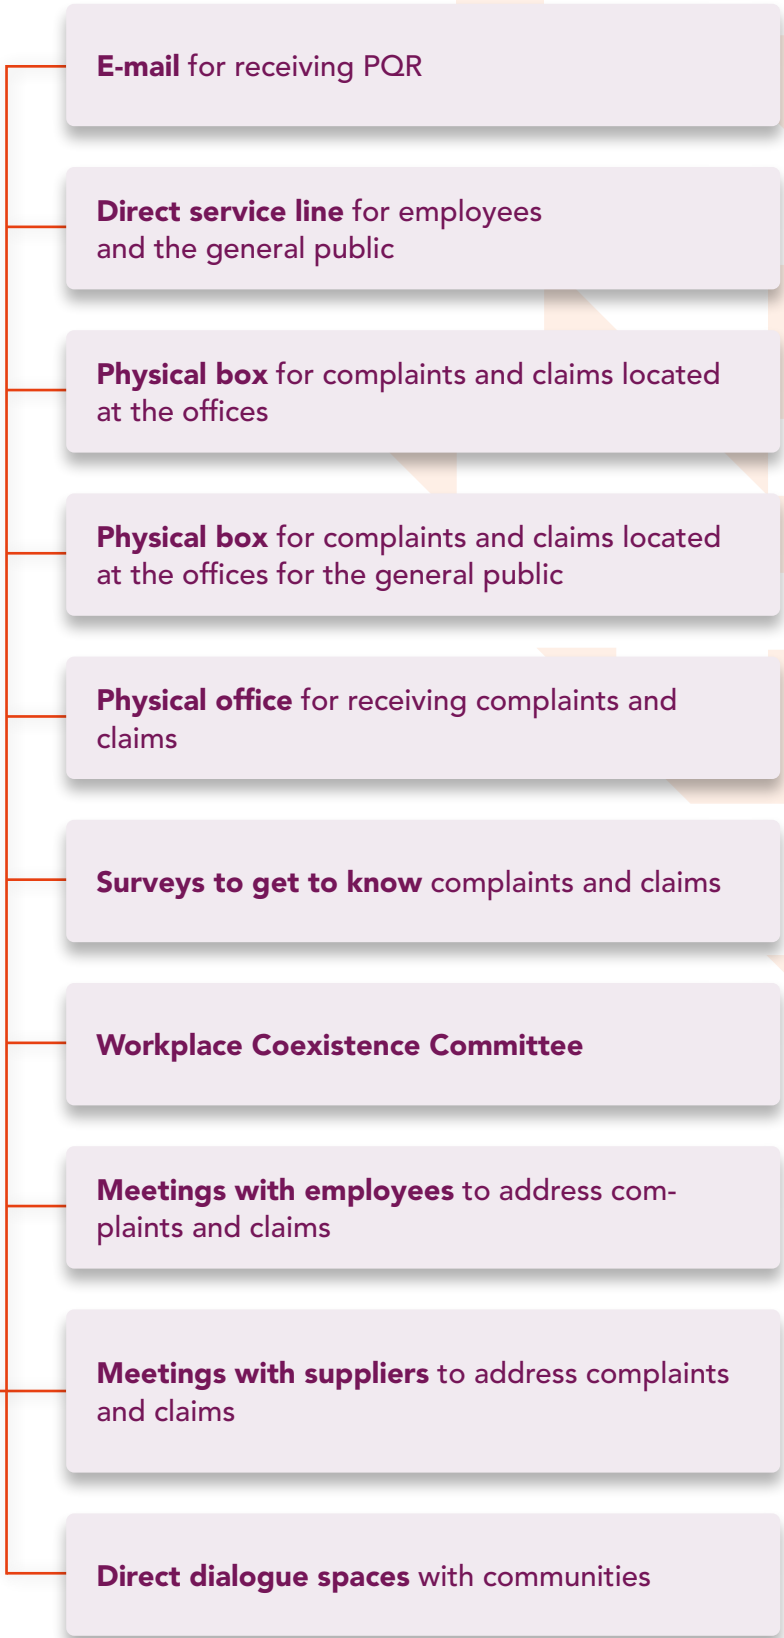 E-mail for receiving PQR
Direct service line for employees
and the general public
Physical box for complaints and claims located
at the offices
Physical box for complaints and claims located
at the offices for the general public
Physical office for receiving complaints and
claims
Surveys to get to know complaints and claims
Workplace Coexistence Committee
Meetings with employees to address com-
plaints and claims
Meetings with suppliers to address complaints
and claims
Direct dialogue spaces with communities